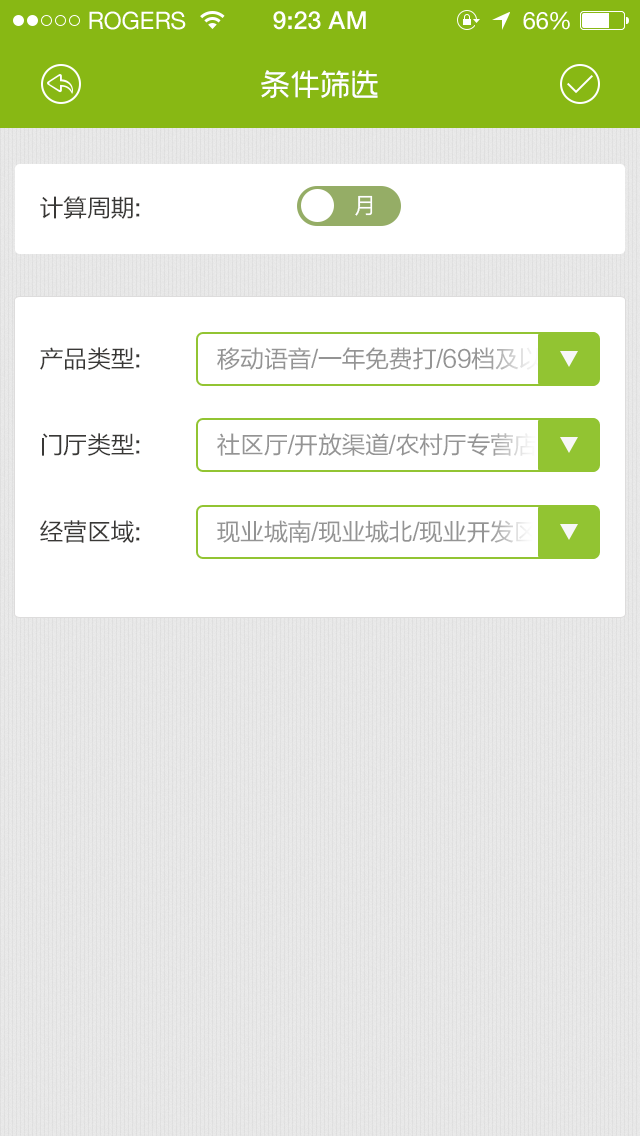 ROGERS 9:23 AM 66%
条件筛选
计算周期: 月
产品类型: 移动语音/一年免费打/69档及以
门厅类型: 社区厅/开放渠道/农村厅专营店
经营区域: 现业城南/现业城北/现业开发区